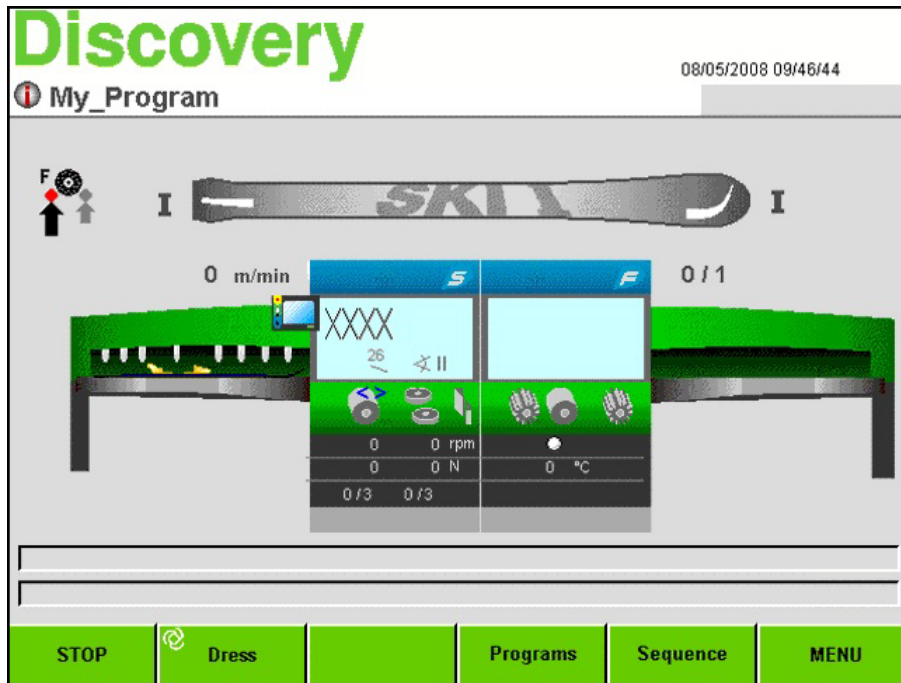 Discovery
08/05/2008 09/46/44
My_Program
F
I
I
0 m/min
S
F
0 / 1
XXXX
26
II
0 0 rpm
0 0 N
0 °C
0 / 3 0 / 3
STOP
Dress
Programs
Sequence
MENU